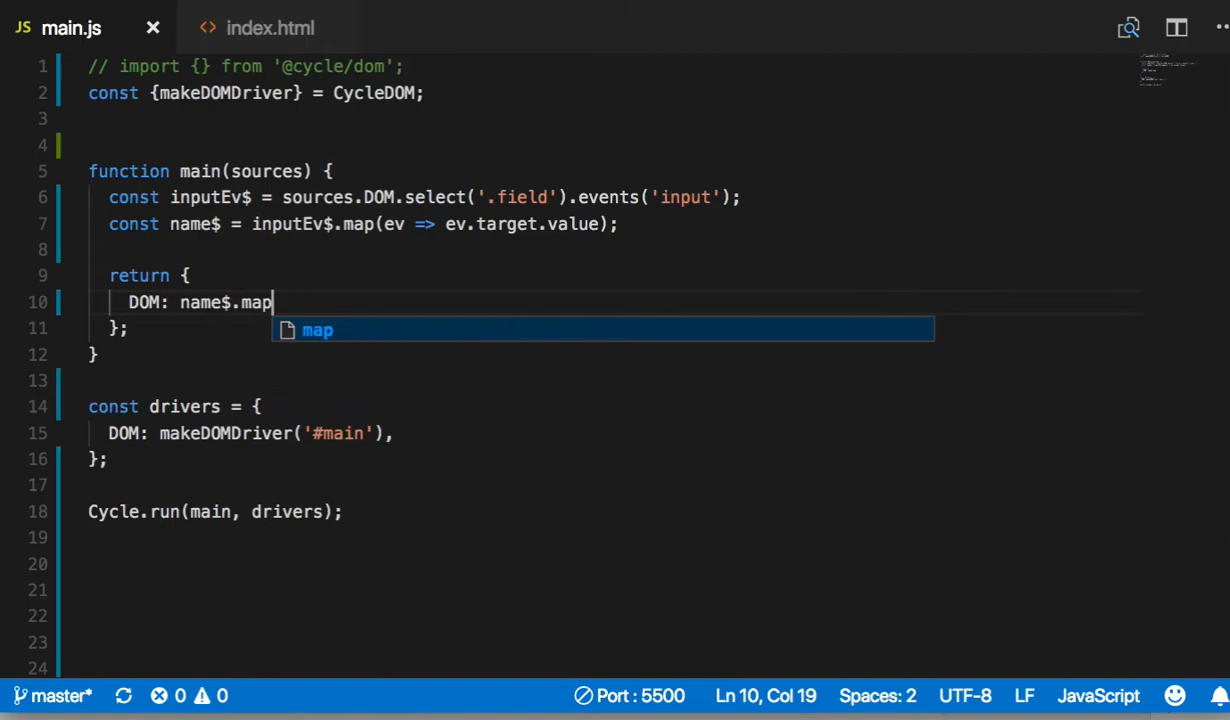 JS main.js × <> index.html
1 // import {} from '@cycle/dom';
2 const {makeDOMDriver} = CycleDOM;
3
4
5 function main(sources) {
6 const inputEv$ = sources.DOM.select('.field').events('input');
7 const name$ = inputEv$.map(ev => ev.target.value);
8
9 return {
10 DOM: name$.map
map
11 };
12 }
13
14 const drivers = {
15 DOM: makeDOMDriver('#main'),
16 };
17
18 Cycle.run(main, drivers);
19
20
21
22
23
24
master* 0 0 Port : 5500 Ln 10, Col 19 Spaces: 2 UTF-8 LF JavaScript